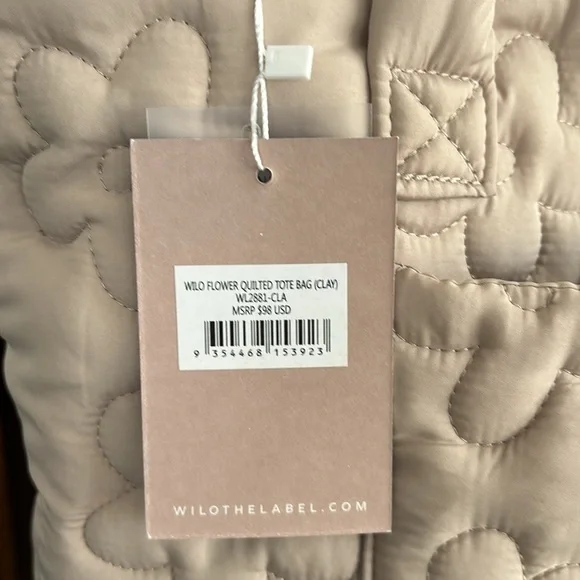 WILO FLOWER QUILTED TOTE BAG (CLAY)
WL2881-CLA
MSRP $98 USD
9 354468 153923
WILOTHELABEL.COM